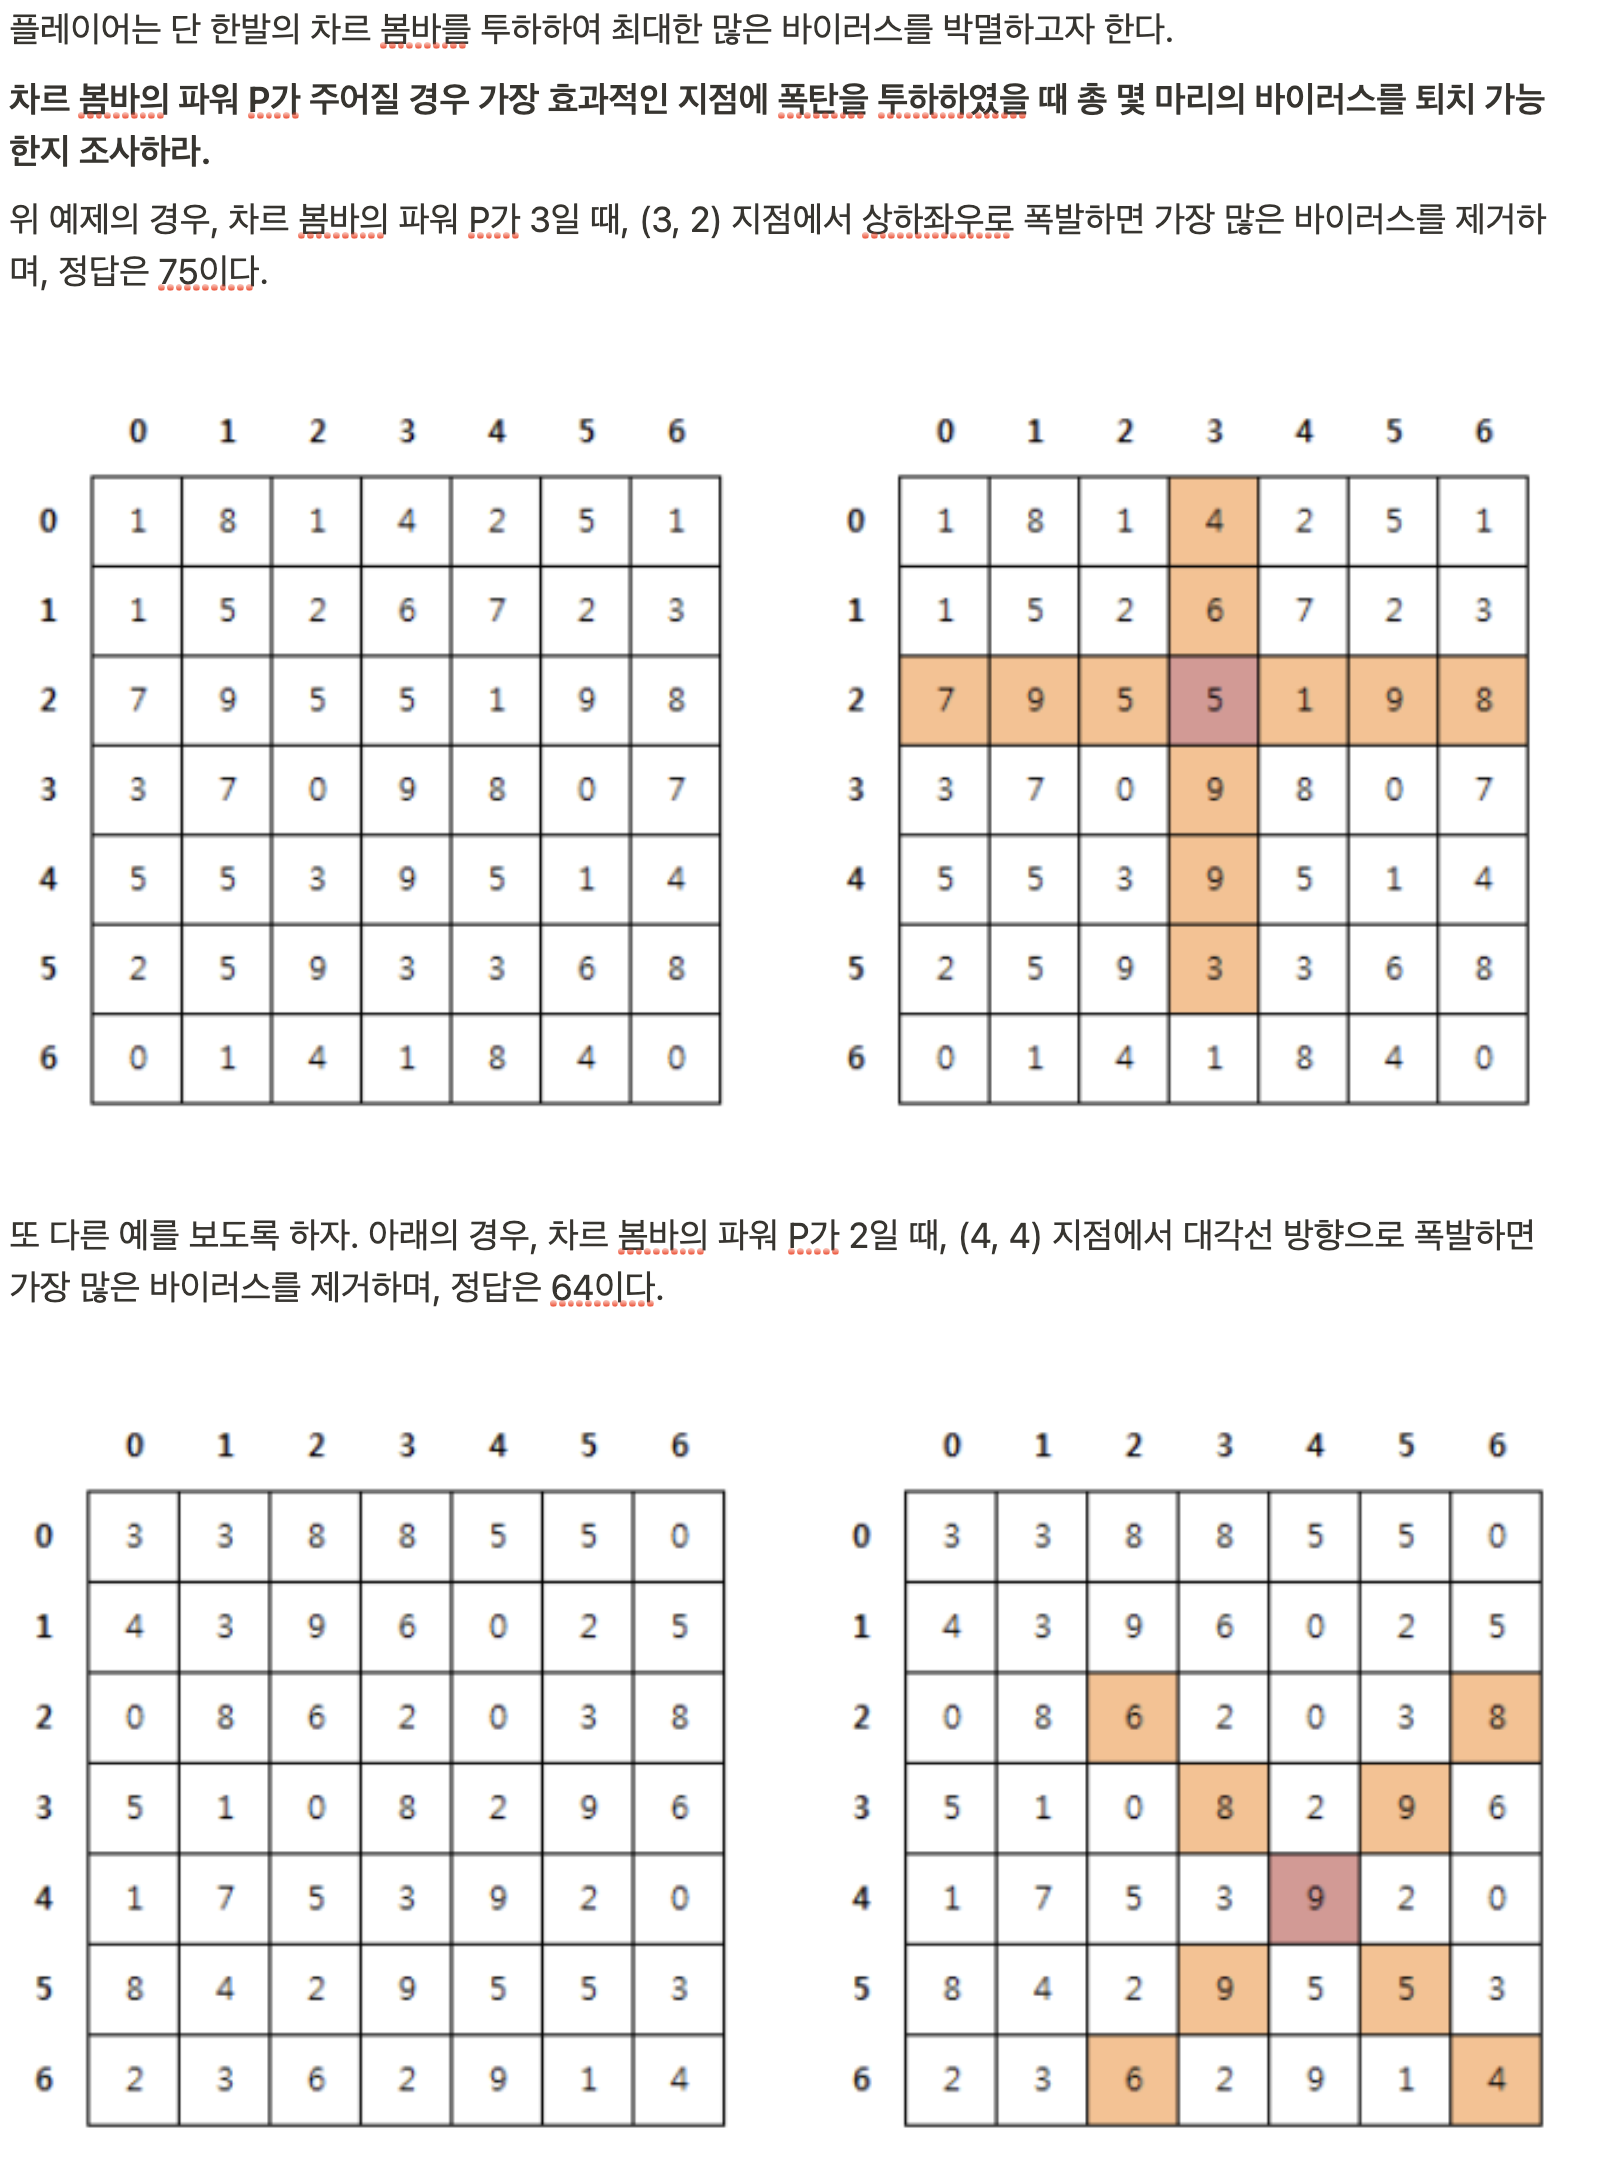 플레이어는 단 한발의 차르 봄바를 투하하여 최대한 많은 바이러스를 박멸하고자 한다.
차르 봄바의 파워 P가 주어질 경우 가장 효과적인 지점에 폭탄을 투하하였을 때 총 몇 마리의 바이러스를 퇴치 가능
한지 조사하라.
위 예제의 경우, 차르 봄바의 파워 P가 3일 때, (3, 2) 지점에서 상하좌우로 폭발하면 가장 많은 바이러스를 제거하
며, 정답은 75이다.
0 1 2 3 4 5 6
0 1 8 1 4 2 5 1
1 1 5 2 6 7 2 3
2 7 9 5 5 1 9 8
3 3 7 0 9 8 0 7
4 5 5 3 9 5 1 4
5 2 5 9 3 3 6 8
6 0 1 4 1 8 4 0
0 1 2 3 4 5 6
0 1 8 1 4 2 5 1
1 1 5 2 6 7 2 3
2 7 9 5 5 1 9 8
3 3 7 0 9 8 0 7
4 5 5 3 9 5 1 4
5 2 5 9 3 3 6 8
6 0 1 4 1 8 4 0
또 다른 예를 보도록 하자. 아래의 경우, 차르 봄바의 파워 P가 2일 때, (4, 4) 지점에서 대각선 방향으로 폭발하면
가장 많은 바이러스를 제거하며, 정답은 64이다.
0 1 2 3 4 5 6
0 3 3 8 8 5 5 0
1 4 3 9 6 0 2 5
2 0 8 6 2 0 3 8
3 5 1 0 8 2 9 6
4 1 7 5 3 9 2 0
5 8 4 2 9 5 5 3
6 2 3 6 2 9 1 4
0 1 2 3 4 5 6
0 3 3 8 8 5 5 0
1 4 3 9 6 0 2 5
2 0 8 6 2 0 3 8
3 5 1 0 8 2 9 6
4 1 7 5 3 9 2 0
5 8 4 2 9 5 5 3
6 2 3 6 2 9 1 4